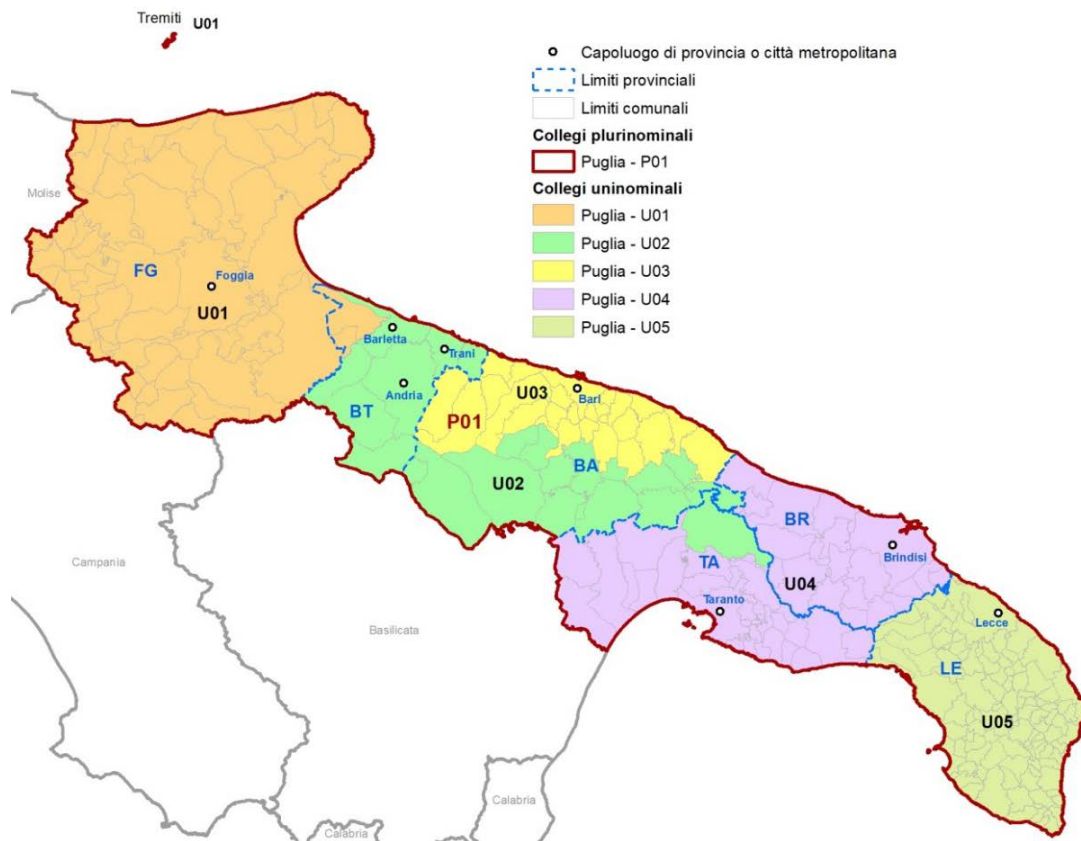 Tremiti U01
Capoluogo di provincia o città metropolitana
Limiti provinciali
Limiti comunali
Collegi plurinominali
Puglia - P01
Collegi uninominali
Puglia - U01
Puglia - U02
Puglia - U03
Puglia - U04
Puglia - U05
Molise
FG
Foggia
U01
Barletta
Trani
Andria
BT
U03
Bari
P01
BA
U02
BR
Brindisi
TA
U04
Taranto
Lecce
LE
U05
Campania
Basilicata
Calabria
Calabria